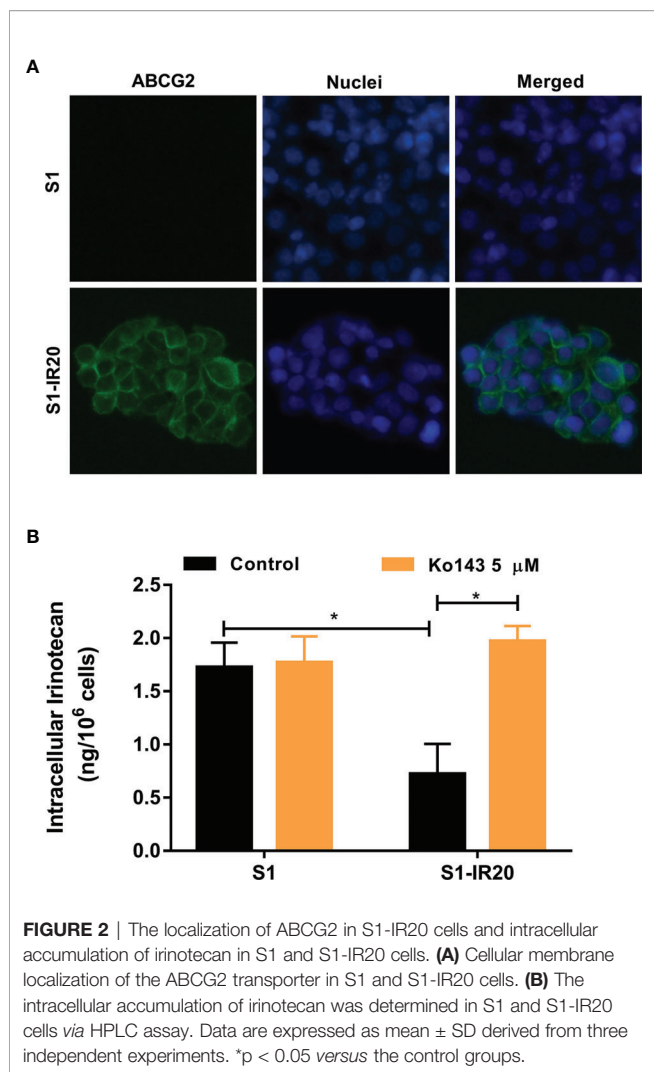 A
ABCG2 Nuclei Merged
S1
S1-IR20
B
Control Ko143 5 μM
*
*
Intracellular Irinotecan
(ng/10⁶ cells)
2.5
2.0
1.5
1.0
0.5
0.0
S1 S1-IR20
FIGURE 2 | The localization of ABCG2 in S1-IR20 cells and intracellular
accumulation of irinotecan in S1 and S1-IR20 cells. (A) Cellular membrane
localization of the ABCG2 transporter in S1 and S1-IR20 cells. (B) The
intracellular accumulation of irinotecan was determined in S1 and S1-IR20
cells via HPLC assay. Data are expressed as mean ± SD derived from three
independent experiments. *p < 0.05 versus the control groups.